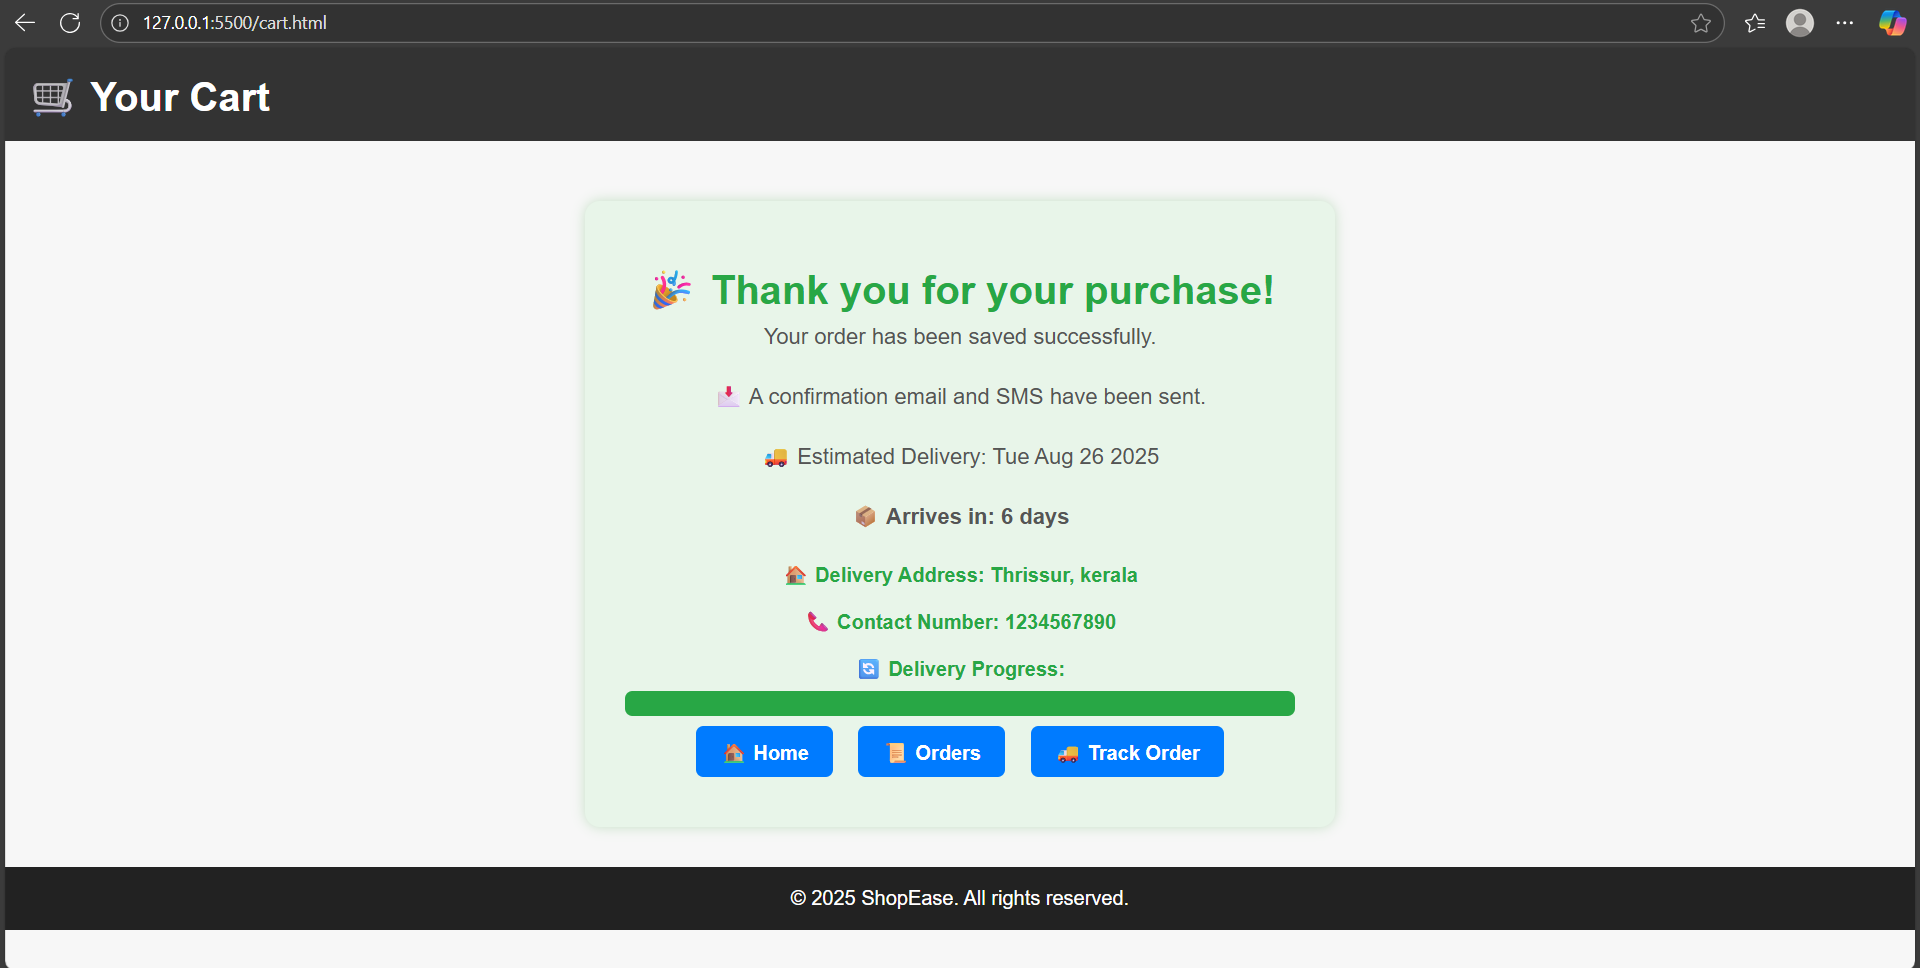 127.0.0.1:5500/cart.html
🛒 Your Cart
🎉 Thank you for your purchase!
Your order has been saved successfully.
📩 A confirmation email and SMS have been sent.
🚚 Estimated Delivery: Tue Aug 26 2025
📦 Arrives in: 6 days
🏠 Delivery Address: Thrissur, kerala
📞 Contact Number: 1234567890
🔄 Delivery Progress:
🏠 Home
📜 Orders
🚚 Track Order
© 2025 ShopEase. All rights reserved.